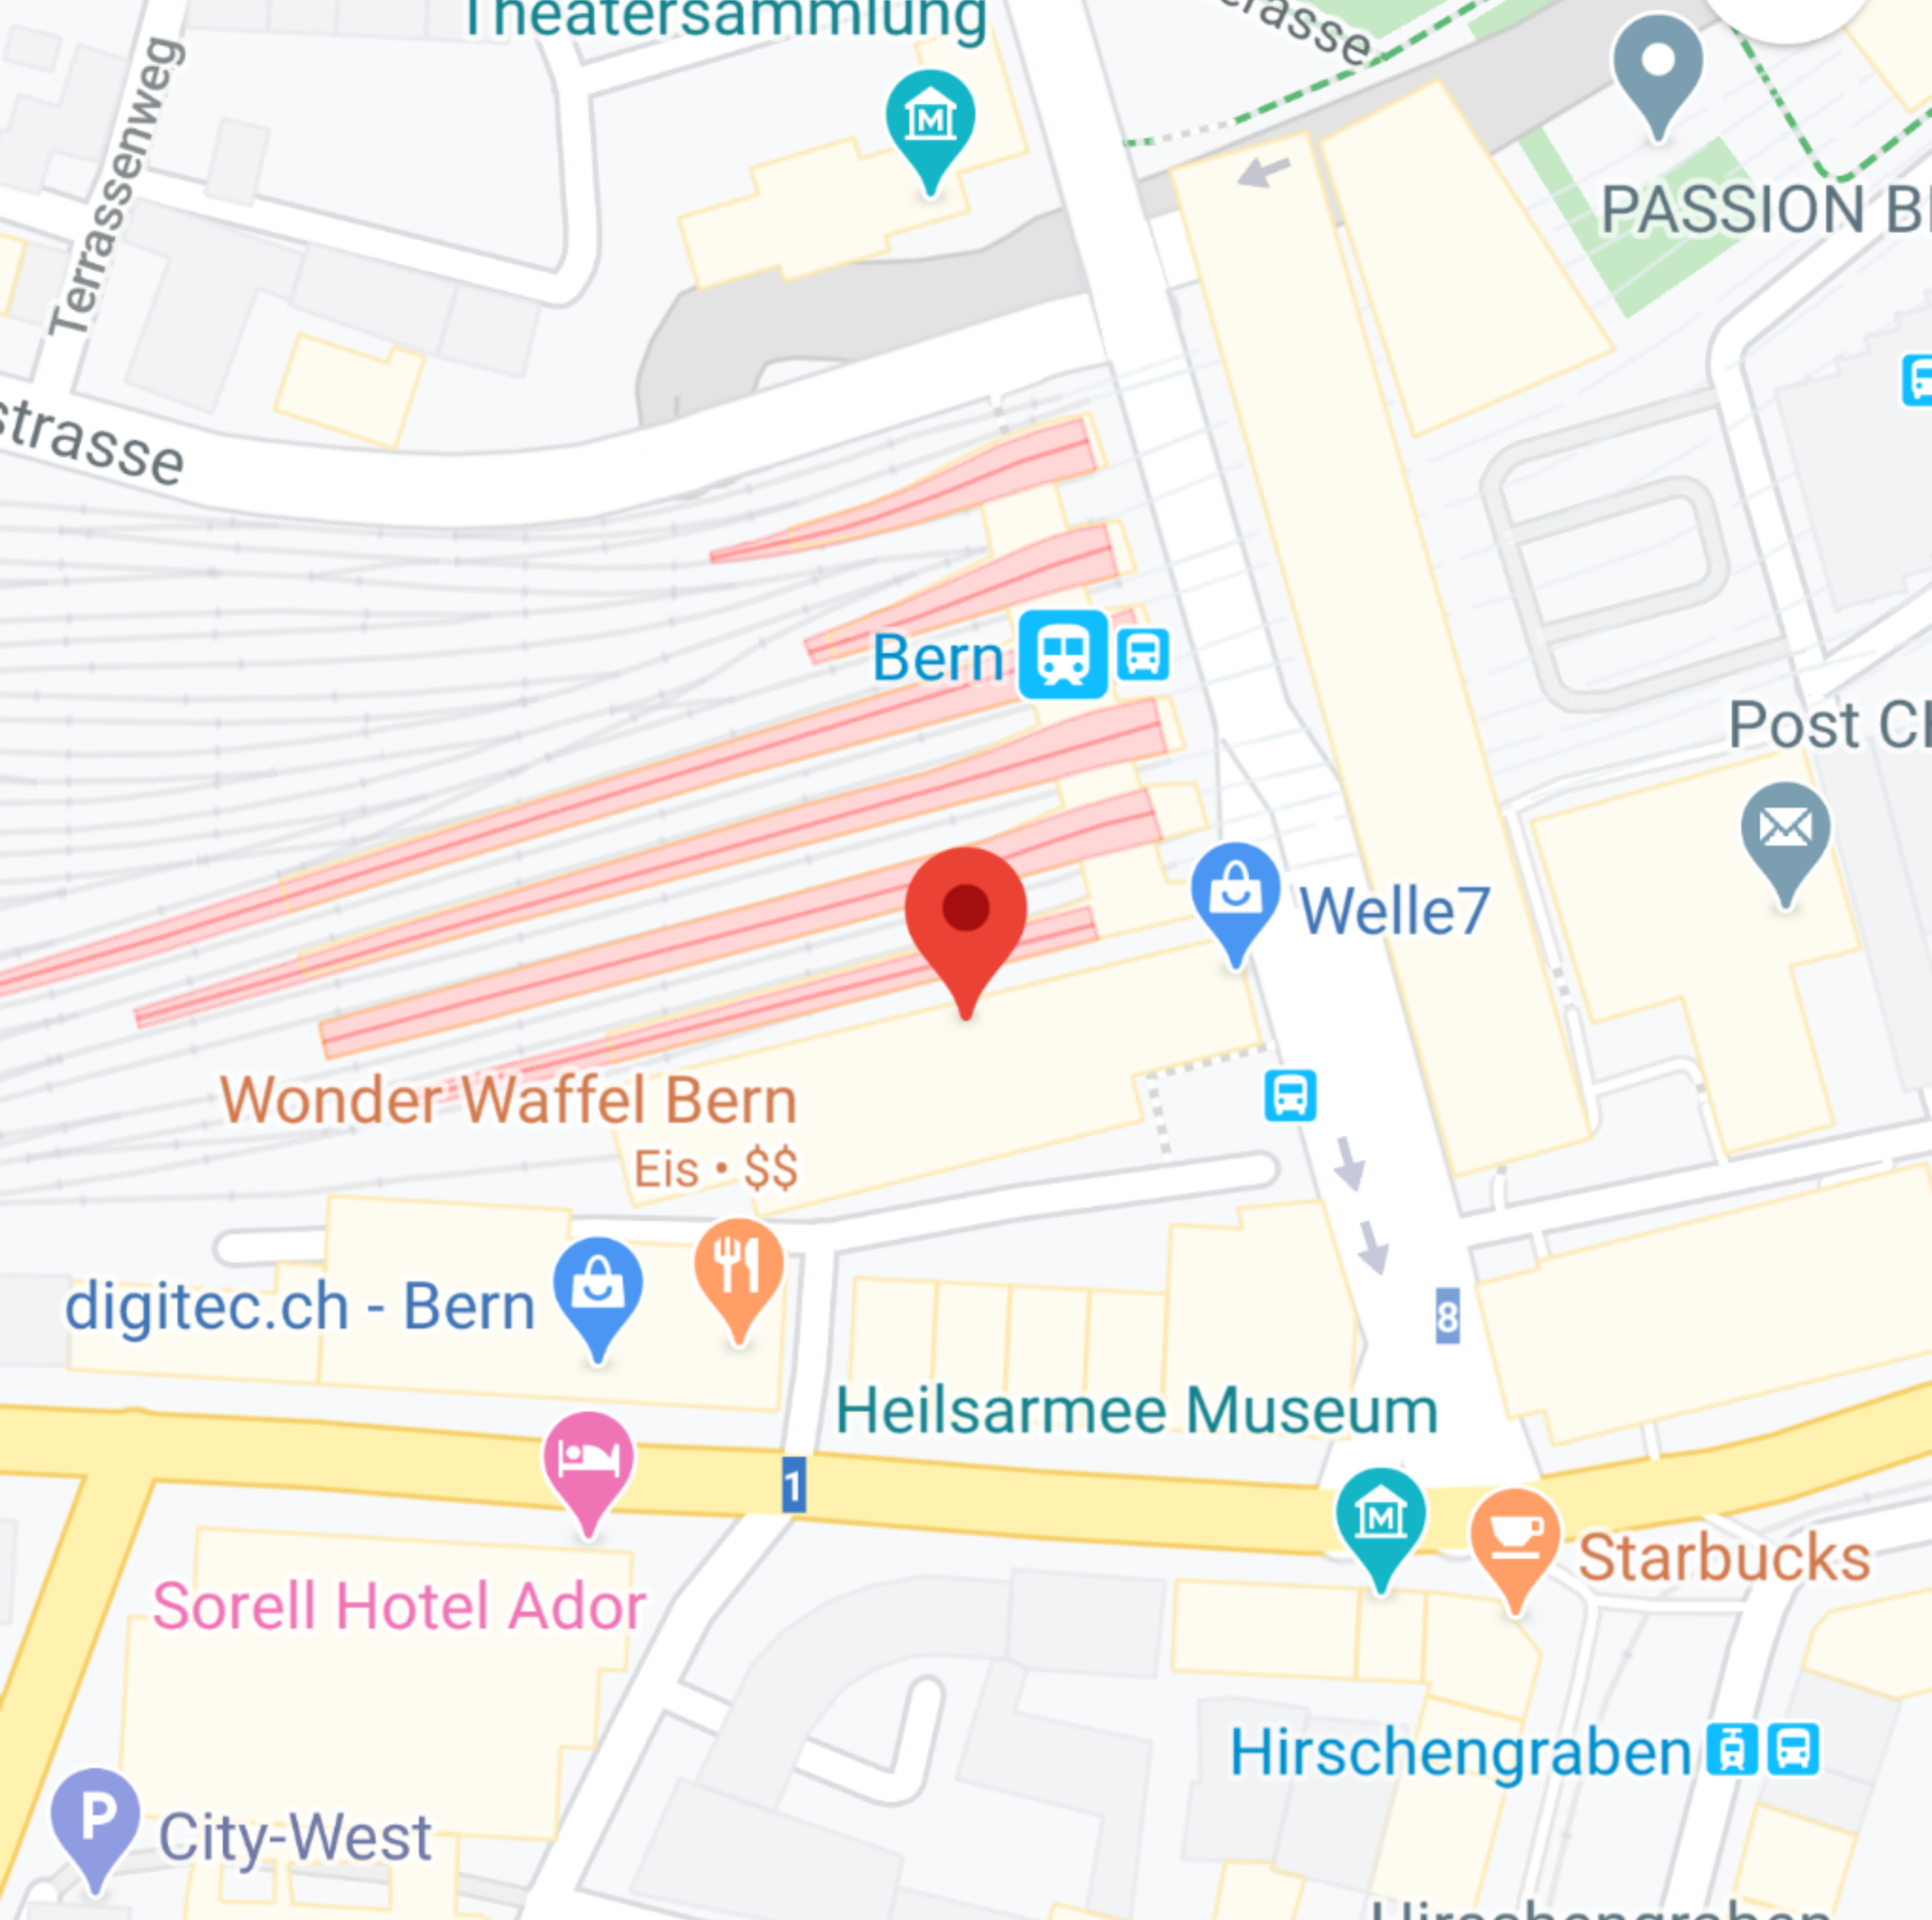 Theatersammlung
Terrassenweg
PASSION
strasse
Bern
Post
Welle7
Wonder Waffel Bern
Eis • $$
digitec.ch - Bern
8
Heilsarmee Museum
1
Starbucks
Sorell Hotel Ador
Hirschengraben
P
City-West
Hirschengraben